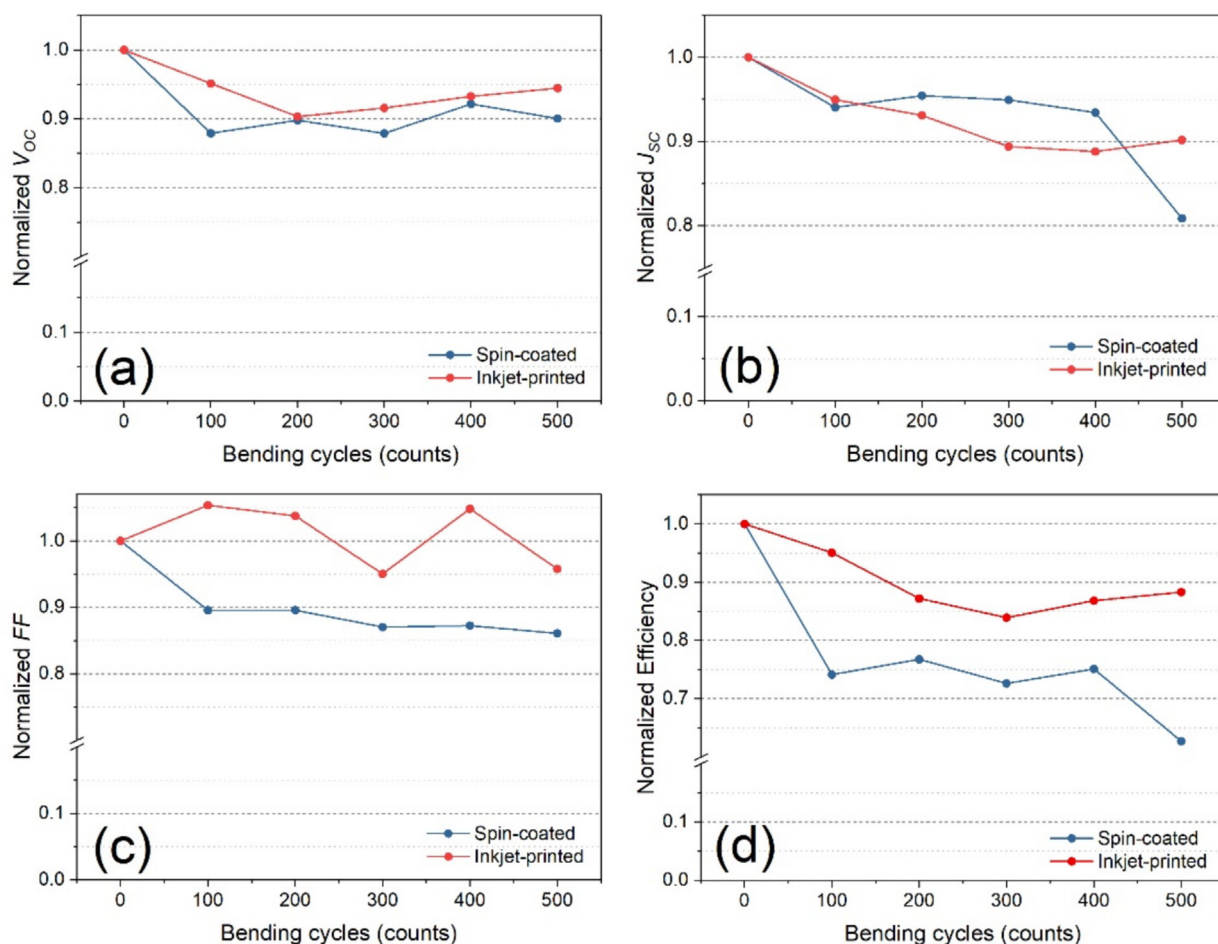 1.0
0.9
0.8
0.1
0.0
Normalized V_OC
(a)
Spin-coated
Inkjet-printed
0 100 200 300 400 500
Bending cycles (counts)
1.0
0.9
0.8
0.1
0.0
Normalized J_SC
(b)
Spin-coated
Inkjet-printed
0 100 200 300 400 500
Bending cycles (counts)
1.0
0.9
0.8
0.1
0.0
Normalized FF
(c)
Spin-coated
Inkjet-printed
0 100 200 300 400 500
Bending cycles (counts)
1.0
0.9
0.8
0.7
0.1
0.0
Normalized Efficiency
(d)
Spin-coated
Inkjet-printed
0 100 200 300 400 500
Bending cycles (counts)